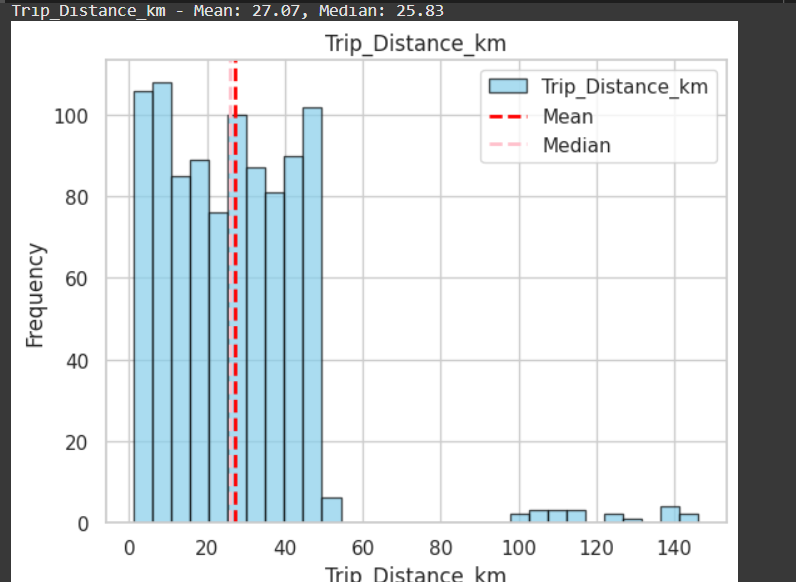 Trip_Distance_km - Mean: 27.07, Median: 25.83
Trip_Distance_km
Trip_Distance_km
Mean
Median
Frequency
100
80
60
40
20
0
0 20 40 60 80 100 120 140
Trip_Distance_km